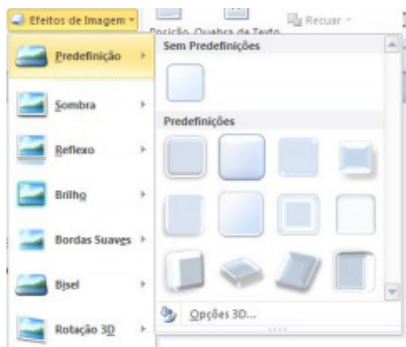 Efeitos de Imagem
Posição Quebra de Texto
Recuar
Predefinição
Sombra
Reflexo
Brilho
Bordas Suaves
Bisel
Rotação 3D
Sem Predefinições
Predefinições
Opções 3D...